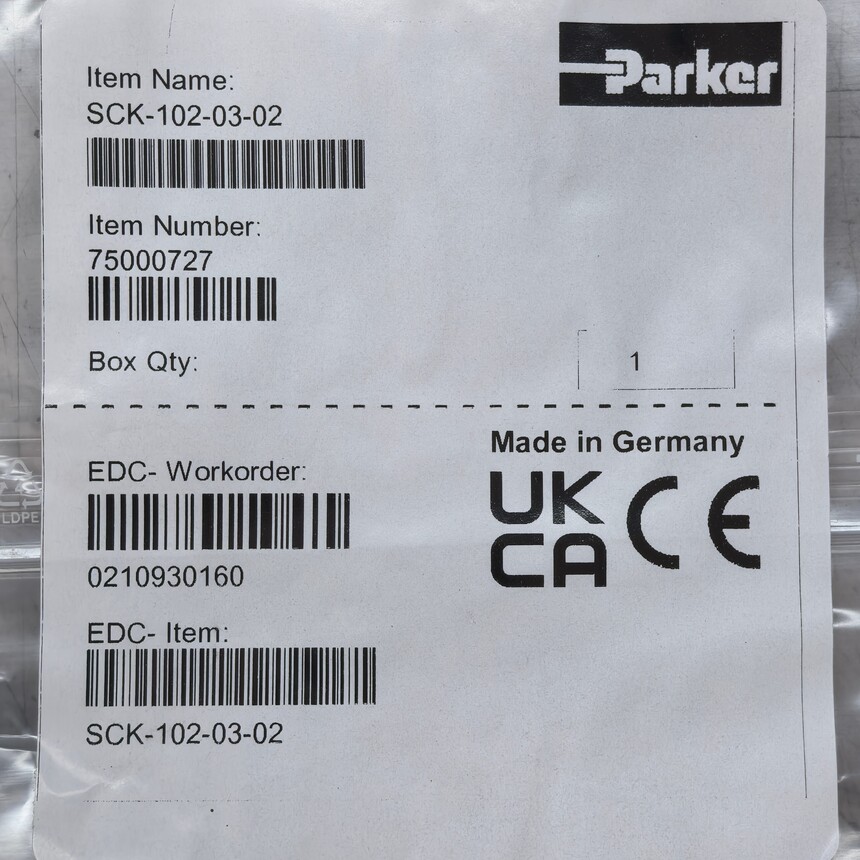 Parker
Item Name:
SCK-102-03-02
Item Number:
75000727
Box Qty:
1
Made in Germany
UK
CA
CE
EDC- Workorder:
0210930160
EDC- Item:
SCK-102-03-02
LDPE